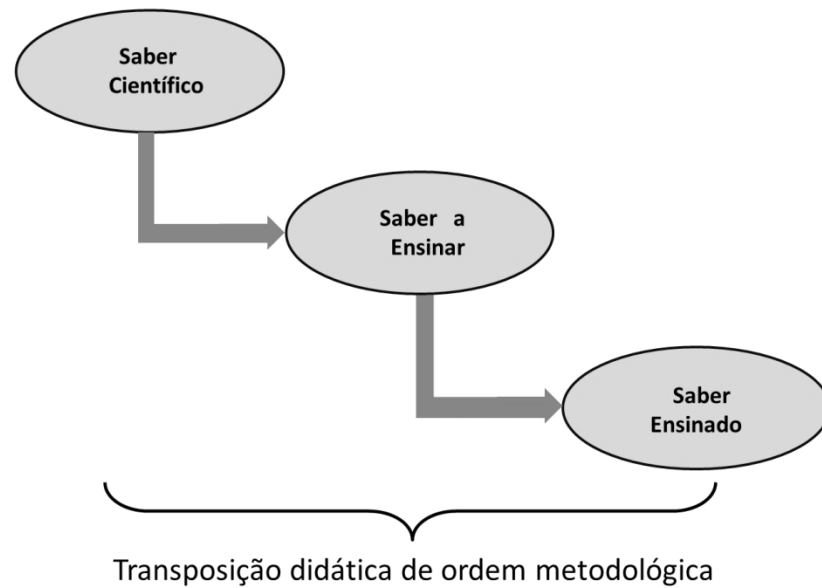 Saber
Científico
Saber a
Ensinar
Saber
Ensinado
Transposição didática de ordem metodológica